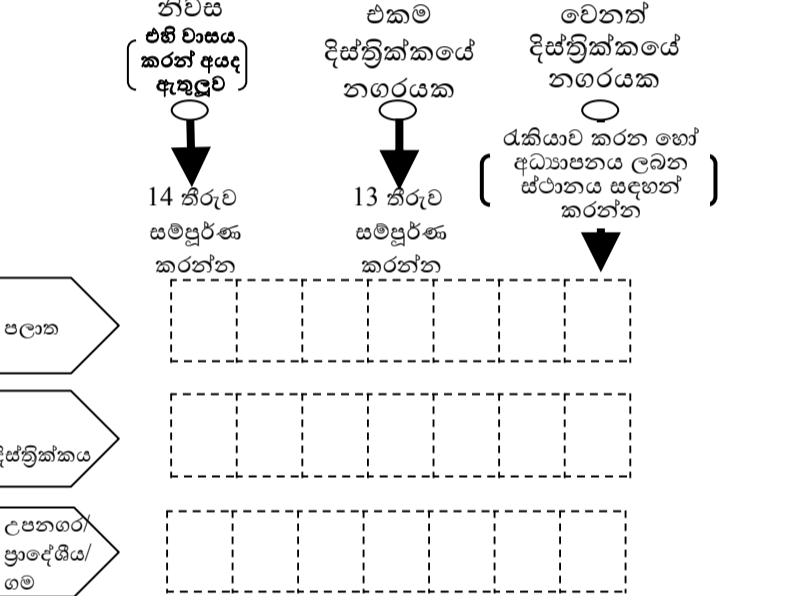 නිවස
එහි වාසය
කරන් අයද
ඇතුලුව
එකම
දිස්ත්‍රික්කයේ
නගරයක
වෙනත්
දිස්ත්‍රික්කයේ
නගරයක
රැකියාව කරන හෝ
අධ්‍යාපනය ලබන
ස්ථානය සඳහන්
කරන්න
14 තීරුව
සම්පූර්ණ
කරන්න
13 තීරුව
සම්පූර්ණ
කරන්න
පලාත
දිස්ත්‍රික්කය
උපනගර/
ප්‍රාදේශීය/
ගම